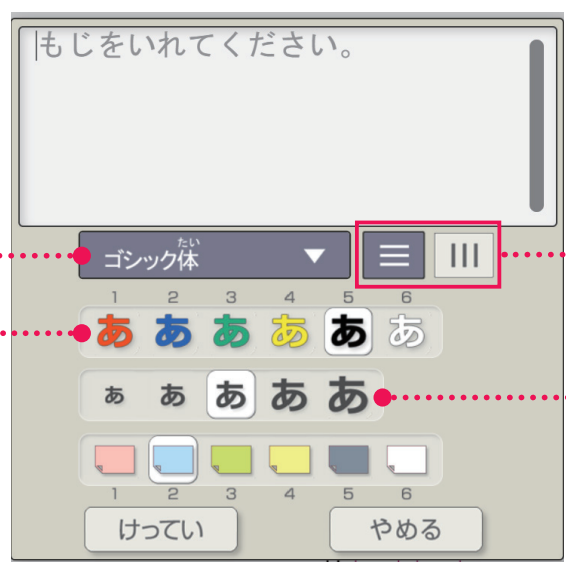 もじをいれてください。
ゴシック体
たい
1 2 3 4 5 6
あ あ あ あ あ あ
あ あ あ あ あ
1 2 3 4 5 6
けってい やめる